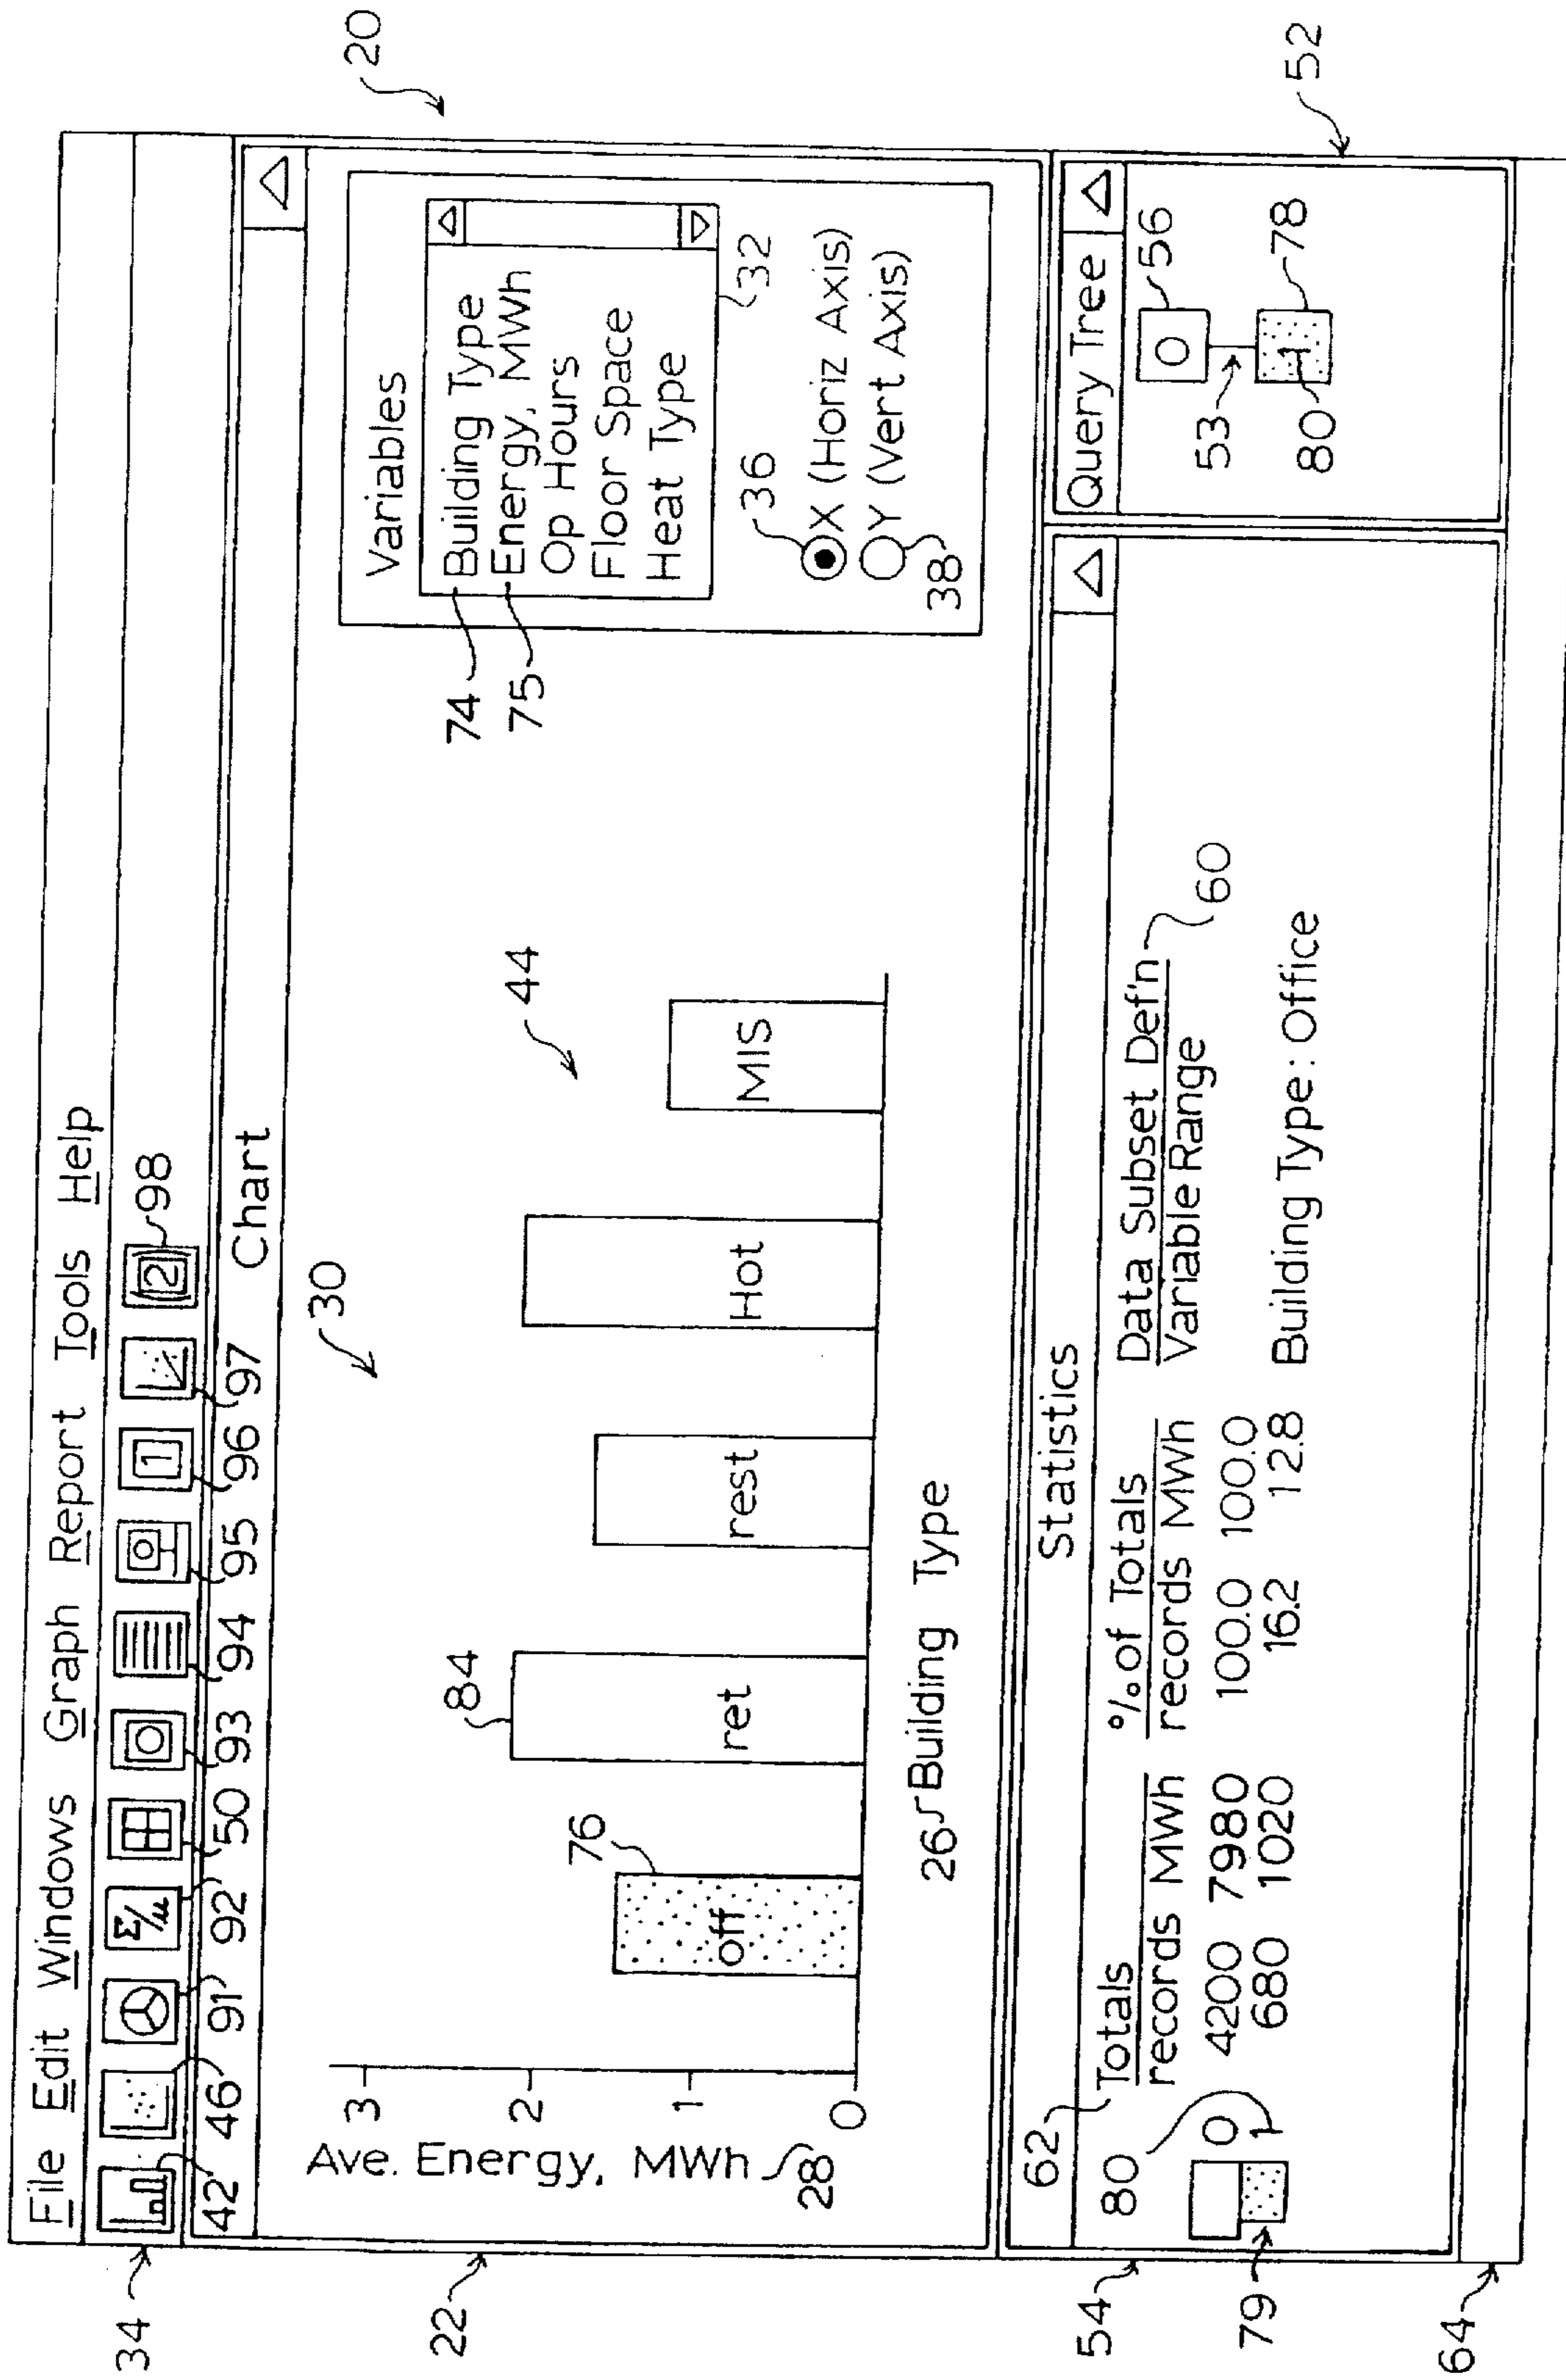 File Edit Windows Graph Report Tools Help
34
42 46 91 92 50 93 94 95 96 97 98
Σ/μ
O
O
1
2
Chart
20
22
30
44
Ave. Energy, MWh 28
3
2
1
0
off
76
ret
84
rest
Hot
MIS
26 Building Type
Variables
74 Building Type
75 Energy, MWh
Op Hours
Floor Space
Heat Type
32
36
X (Horiz Axis)
Y (Vert Axis)
38
Statistics
54
62
Totals
records MWh
% of Totals
records MWh
Data Subset Def'n 60
Variable Range
80
0 4200 7980 100.0 100.0
1 680 1020 16.2 12.8 Building Type: Office
79
64
Query Tree
52
0
56
53
1
78
80